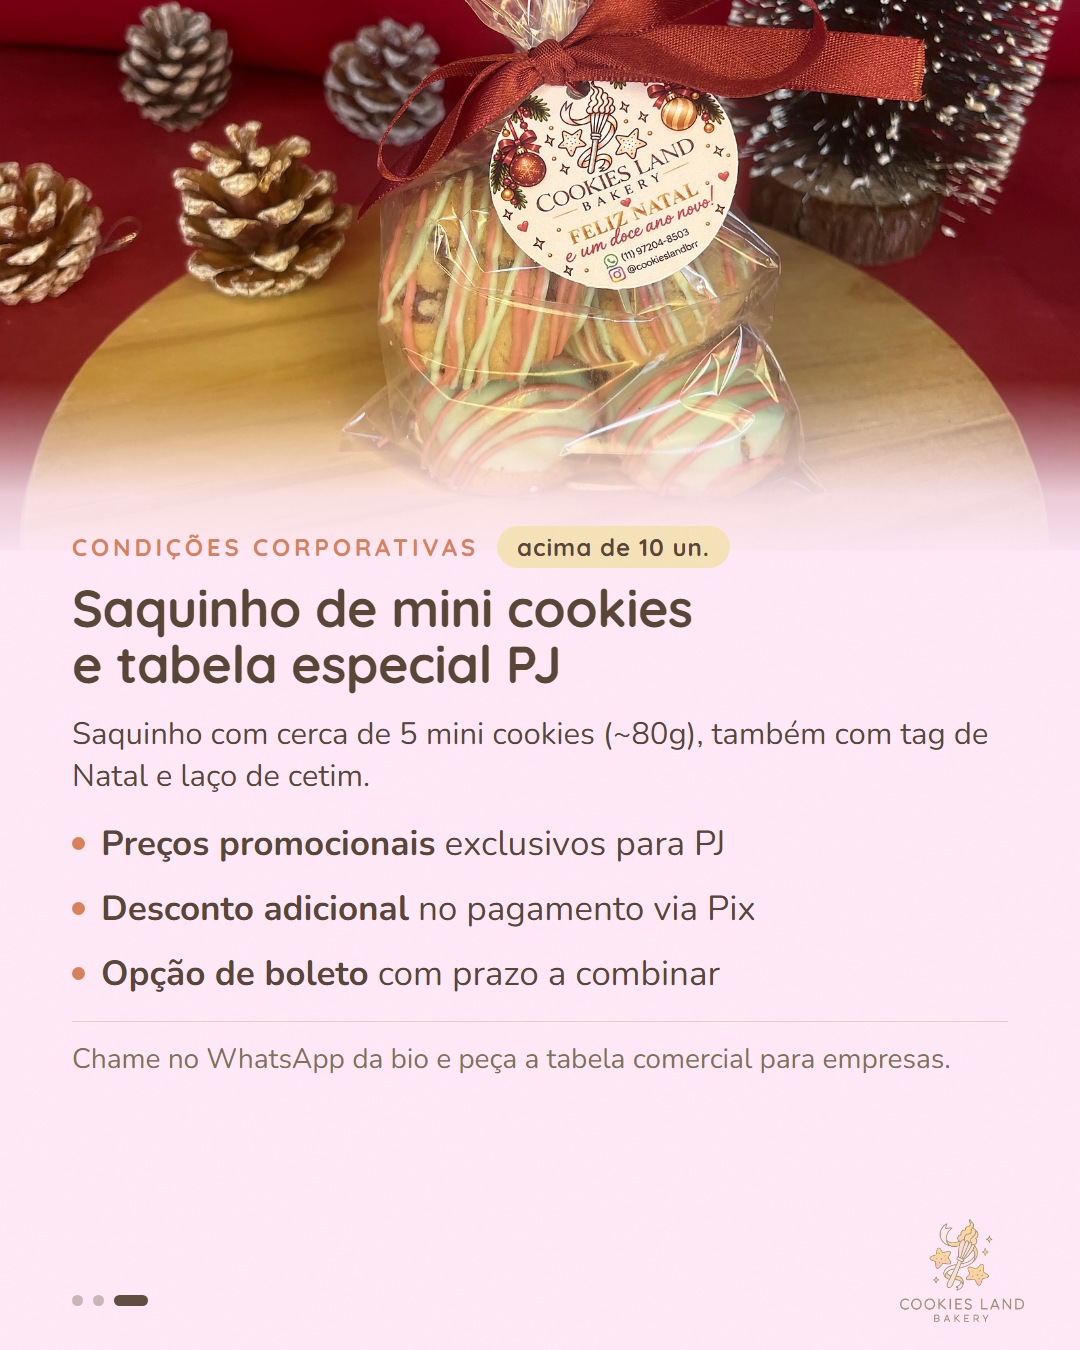 COOKIES LAND
BAKERY
FELIZ NATAL
e um doce ano novo!
(11) 97204-8503
@cookieslandbrr
CONDIÇÕES CORPORATIVAS acima de 10 un.
Saquinho de mini cookies
e tabela especial PJ
Saquinho com cerca de 5 mini cookies (~80g), também com tag de
Natal e laço de cetim.
Preços promocionais exclusivos para PJ
Desconto adicional no pagamento via Pix
Opção de boleto com prazo a combinar
Chame no WhatsApp da bio e peça a tabela comercial para empresas.
COOKIES LAND
BAKERY